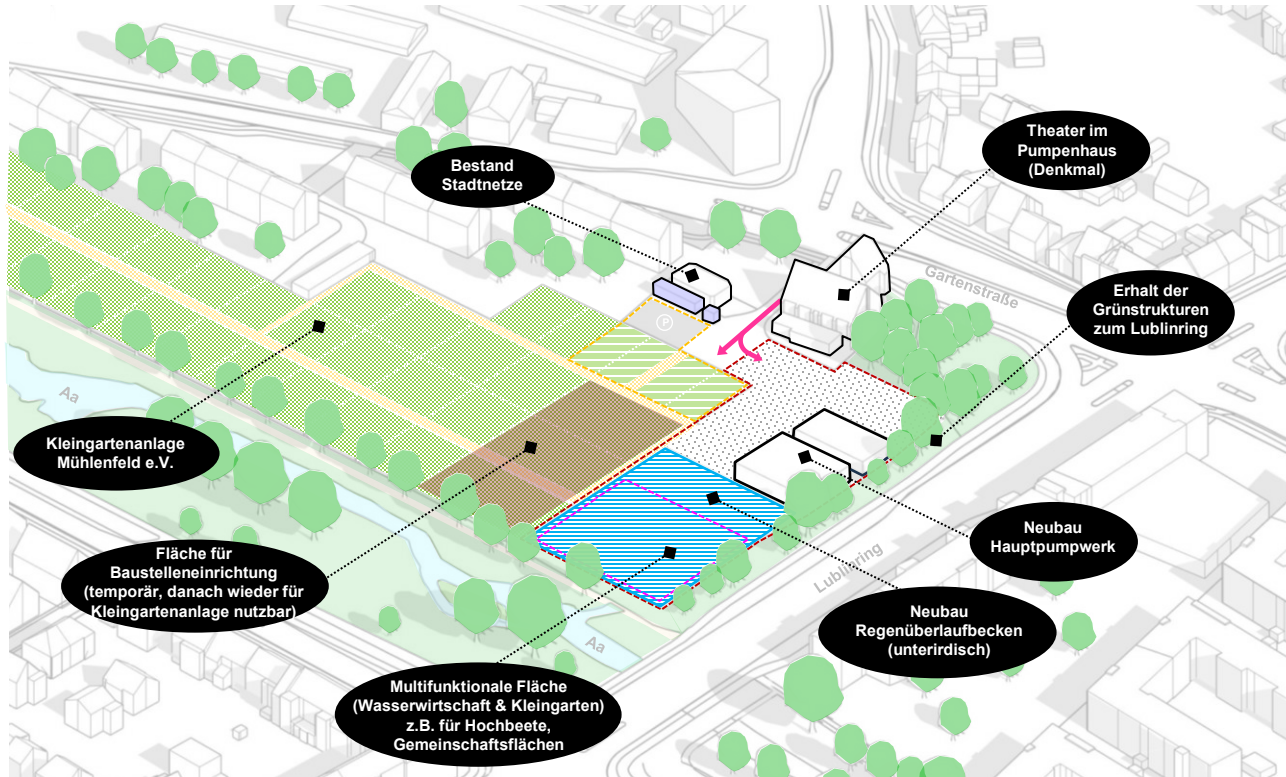 Theater im
Pumpenhaus
(Denkmal)
Bestand
Stadtnetze
Gartenstraße
Erhalt der
Grünstrukturen
zum Lublinring
P
Aa
Kleingartenanlage
Mühlenfeld e.V.
Neubau
Hauptpumpwerk
Fläche für
Baustelleneinrichtung
(temporär, danach wieder für
Kleingartenanlage nutzbar)
Lublinring
Neubau
Regenüberlaufbecken
(unterirdisch)
Aa
Multifunktionale Fläche
(Wasserwirtschaft & Kleingarten)
z.B. für Hochbeete,
Gemeinschaftsflächen